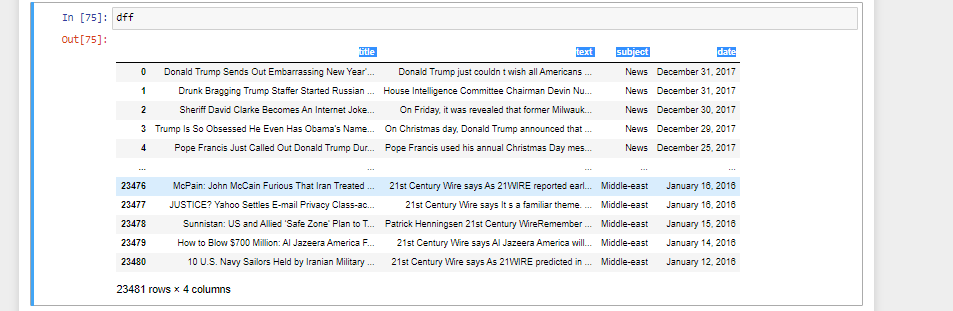 In [75]: dff
Out[75]:
title text subject date
0 Donald Trump Sends Out Embarrassing New Year'... Donald Trump just couldn t wish all Americans ... News December 31, 2017
1 Drunk Bragging Trump Staffer Started Russian ... House Intelligence Committee Chairman Devin Nu... News December 31, 2017
2 Sheriff David Clarke Becomes An Internet Joke... On Friday, it was revealed that former Milwauk... News December 30, 2017
3 Trump Is So Obsessed He Even Has Obama's Name... On Christmas day, Donald Trump announced that ... News December 29, 2017
4 Pope Francis Just Called Out Donald Trump Dur... Pope Francis used his annual Christmas Day mes... News December 25, 2017
... ... ... ... ...
23476 McPain: John McCain Furious That Iran Treated ... 21st Century Wire says As 21WIRE reported earl... Middle-east January 16, 2016
23477 JUSTICE? Yahoo Settles E-mail Privacy Class-ac... 21st Century Wire says It s a familiar theme. ... Middle-east January 16, 2016
23478 Sunnistan: US and Allied 'Safe Zone' Plan to T... Patrick Henningsen 21st Century WireRemember ... Middle-east January 15, 2016
23479 How to Blow $700 Million: Al Jazeera America F... 21st Century Wire says Al Jazeera America will... Middle-east January 14, 2016
23480 10 U.S. Navy Sailors Held by Iranian Military ... 21st Century Wire says As 21WIRE predicted in ... Middle-east January 12, 2016
23481 rows × 4 columns